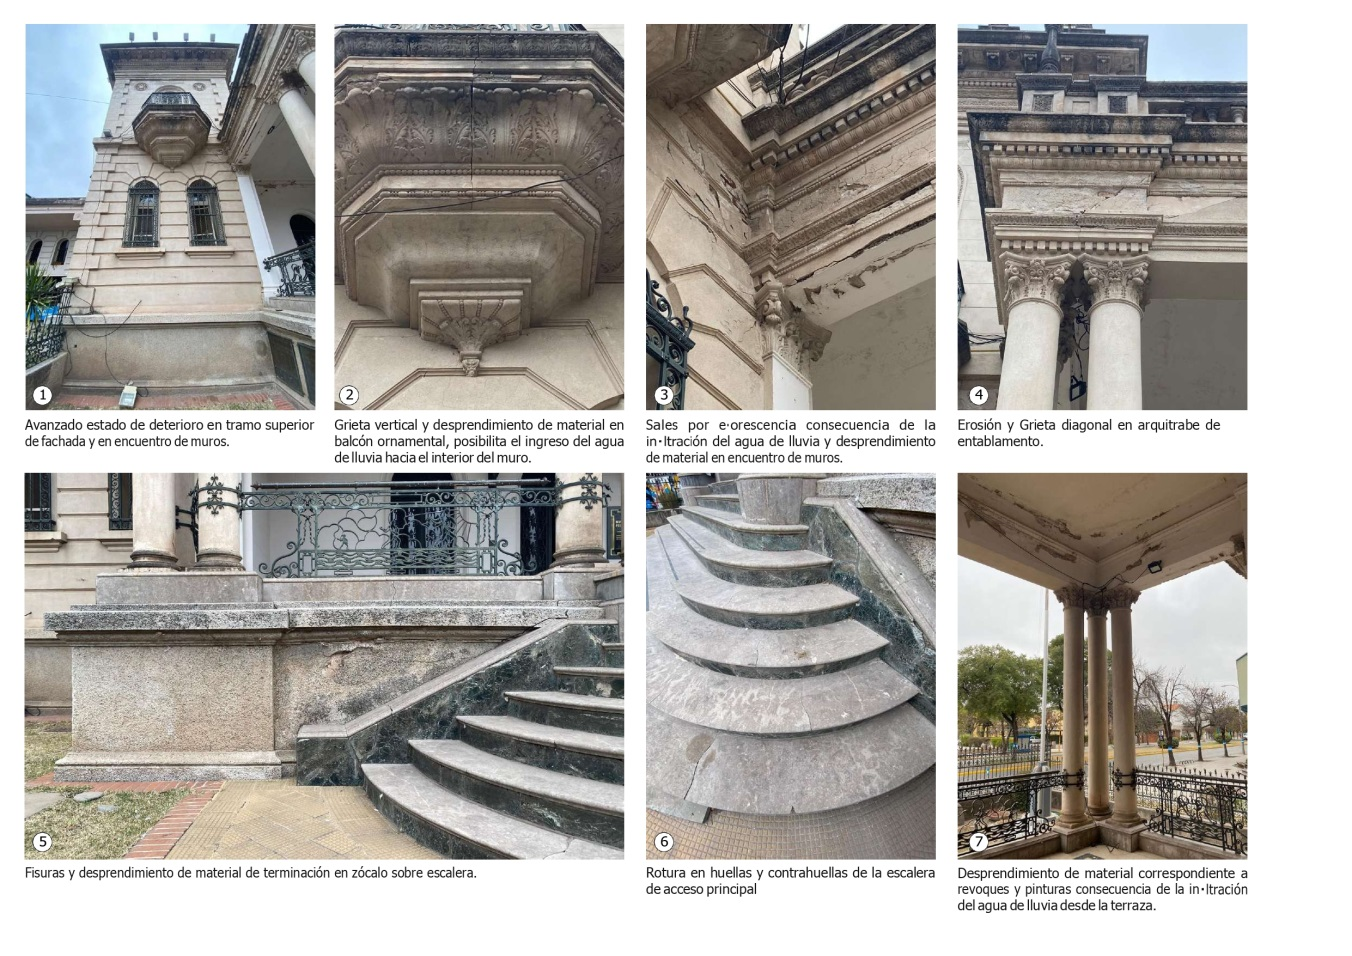 1
Avanzado estado de deterioro en tramo superior
de fachada y en encuentro de muros.
2
Grieta vertical y desprendimiento de material en
balcón ornamental, posibilita el ingreso del agua
de lluvia hacia el interior del muro.
3
Sales por e·orescencia consecuencia de la
in·ltración del agua de lluvia y desprendimiento
de material en encuentro de muros.
4
Erosión y Grieta diagonal en arquitrabe de
entablamento.
5
Fisuras y desprendimiento de material de terminación en zócalo sobre escalera.
6
Rotura en huellas y contrahuellas de la escalera
de acceso principal
7
Desprendimiento de material correspondiente a
revoques y pinturas consecuencia de la in·ltración
del agua de lluvia desde la terraza.